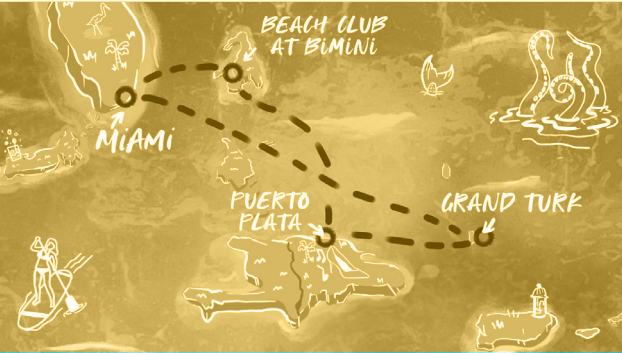 BEACH CLUB
AT BIMINI
MIAMI
PUERTO
PLATA
GRAND TURK